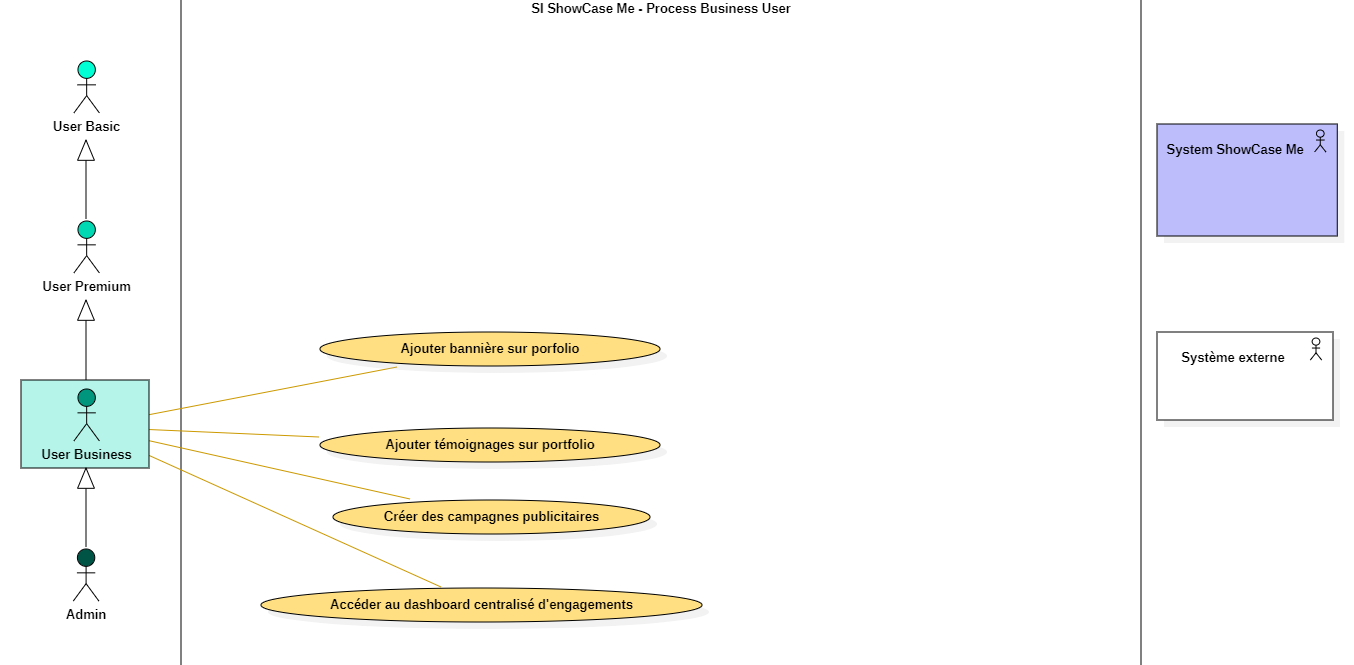 SI ShowCase Me - Process Business User
User Basic
System ShowCase Me
User Premium
Ajouter bannière sur porfolio
Système externe
Ajouter témoignages sur portfolio
User Business
Créer des campagnes publicitaires
Accéder au dashboard centralisé d'engagements
Admin